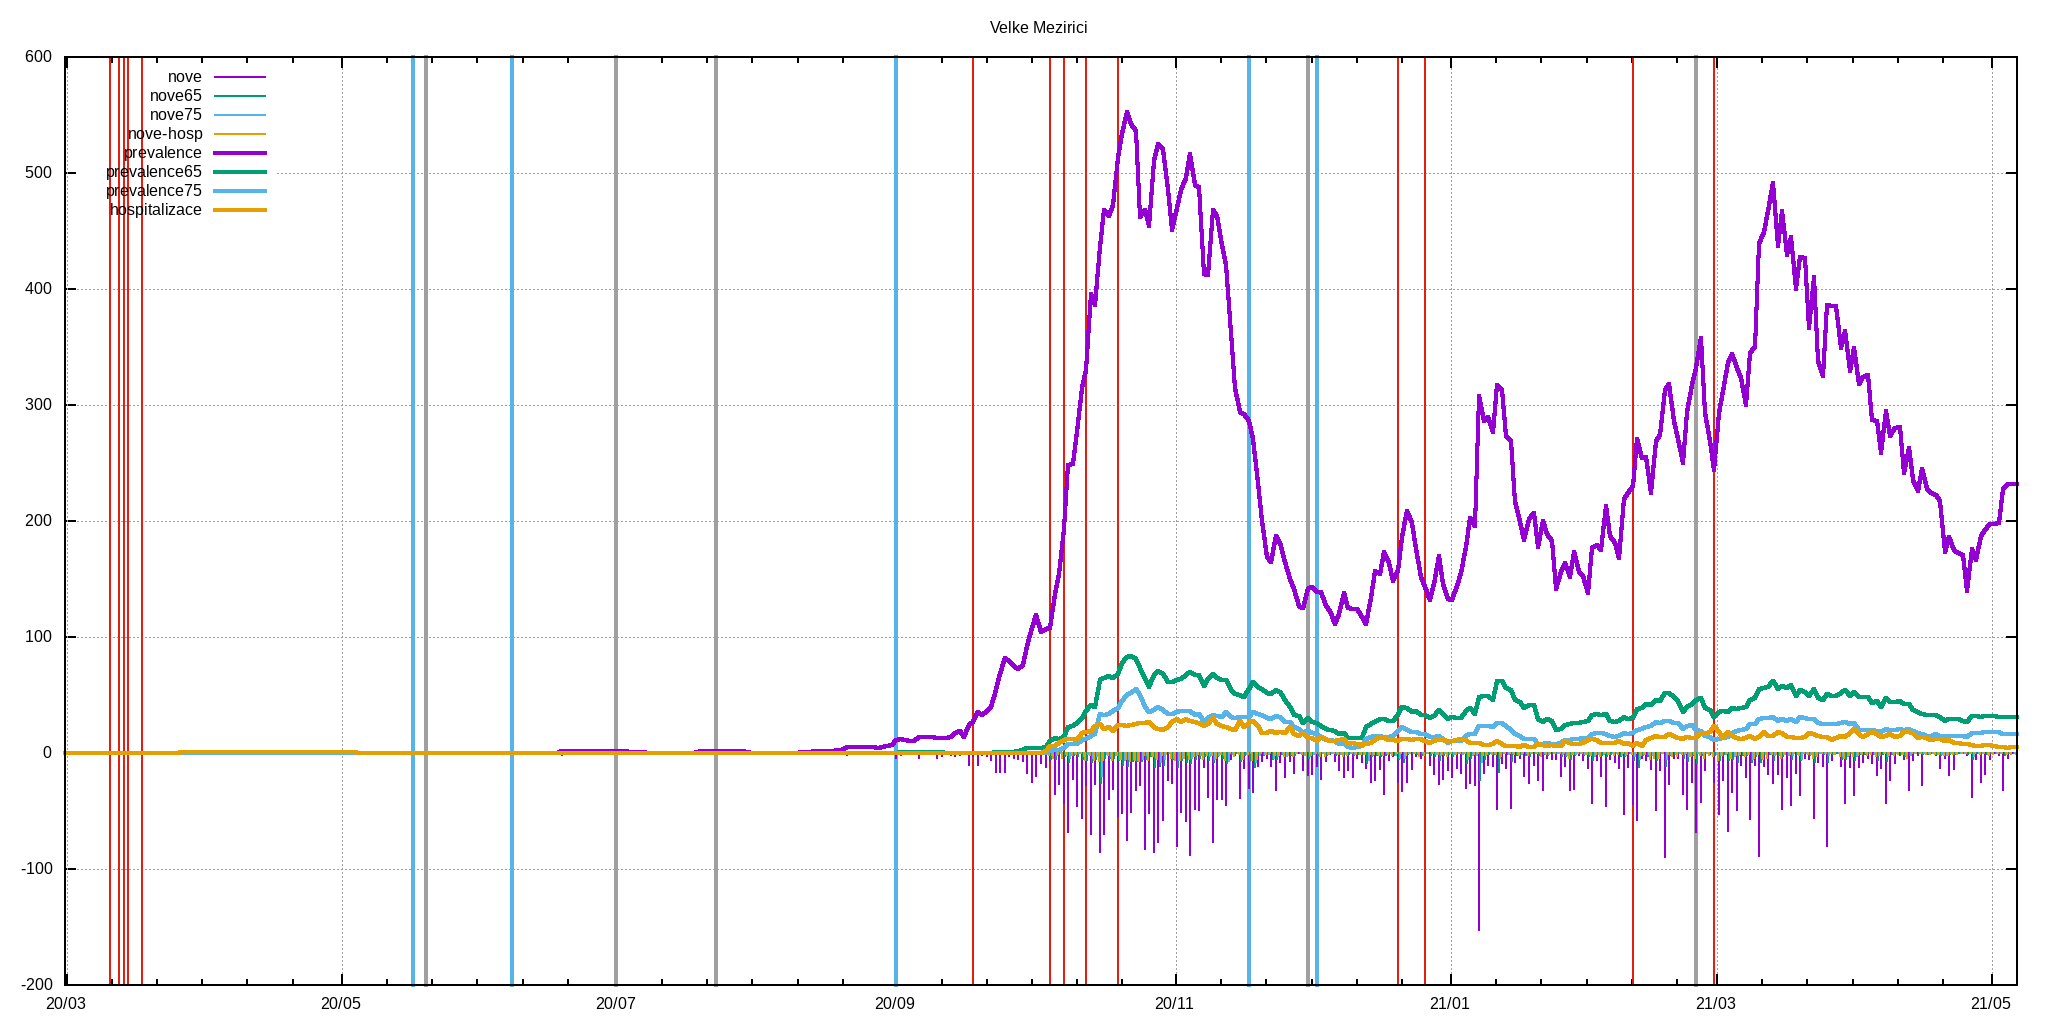 Velke Mezirici
600
500
400
300
200
100
0
-100
-200
nove
nove65
nove75
nove-hosp
prevalence
prevalence65
prevalence75
hospitalizace
20/03 20/05 20/07 20/09 20/11 21/01 21/03 21/05